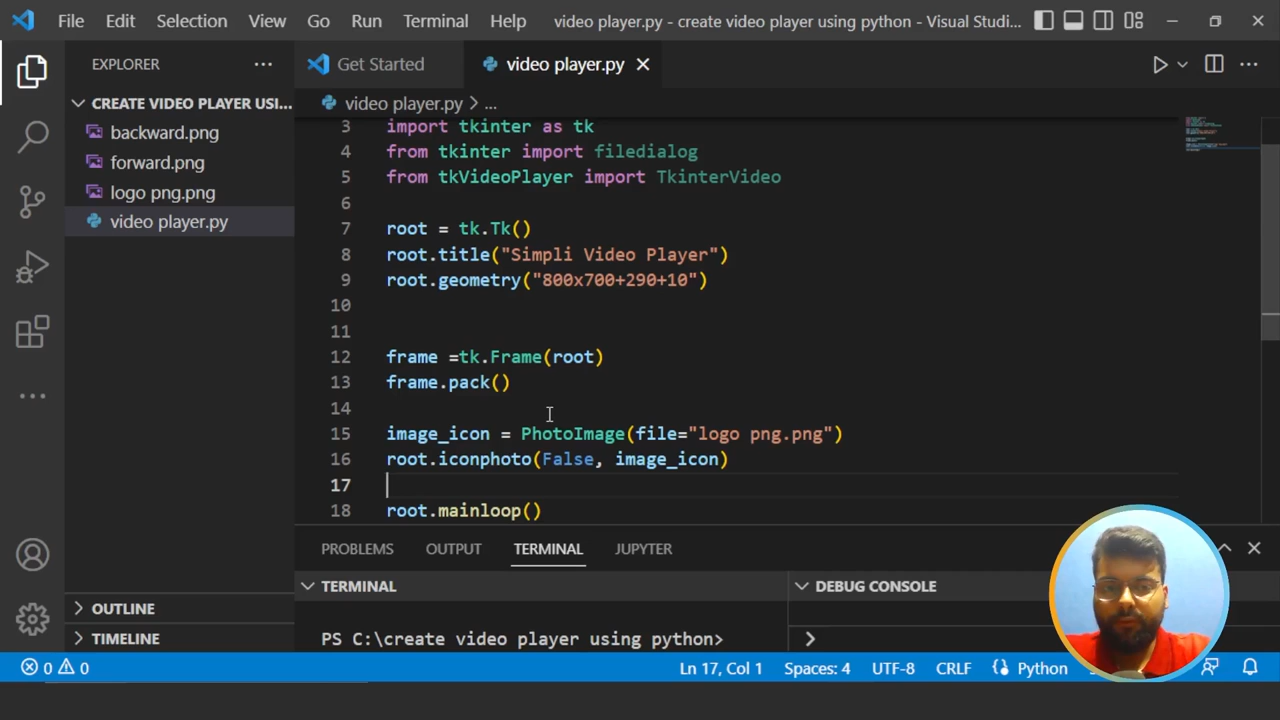 File Edit Selection View Go Run Terminal Help video player.py - create video player using python - Visual Studi...
EXPLORER ...
Get Started
video player.py
CREATE VIDEO PLAYER USI...
backward.png
forward.png
logo png.png
video player.py
video player.py > ...
3 import tkinter as tk
4 from tkinter import filedialog
5 from tkVideoPlayer import TkinterVideo
6
7 root = tk.Tk()
8 root.title("Simpli Video Player")
9 root.geometry("800x700+290+10")
10
11
12 frame =tk.Frame(root)
13 frame.pack()
14
15 image_icon = PhotoImage(file="logo png.png")
16 root.iconphoto(False, image_icon)
17
18 root.mainloop()
PROBLEMS OUTPUT TERMINAL JUPYTER
TERMINAL
PS C:\create video player using python>
DEBUG CONSOLE
>
OUTLINE
TIMELINE
0 0
Ln 17, Col 1 Spaces: 4 UTF-8 CRLF Python